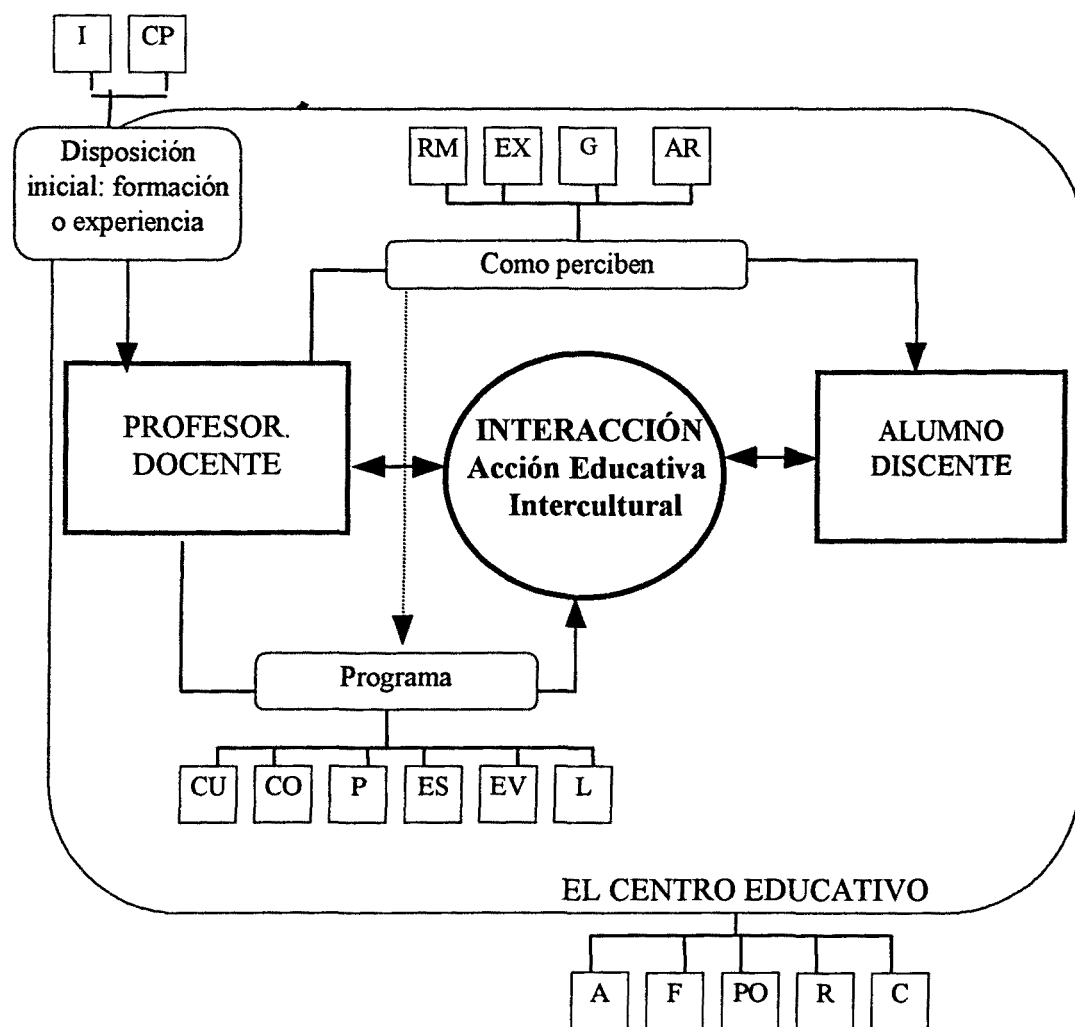 I CP
Disposición
inicial: formación
o experiencia
RM EX G AR
Como perciben
PROFESOR.
DOCENTE
INTERACCIÓN
Acción Educativa
Intercultural
ALUMNO
DISCENTE
Programa
CU CO P ES EV L
EL CENTRO EDUCATIVO
A F PO R C